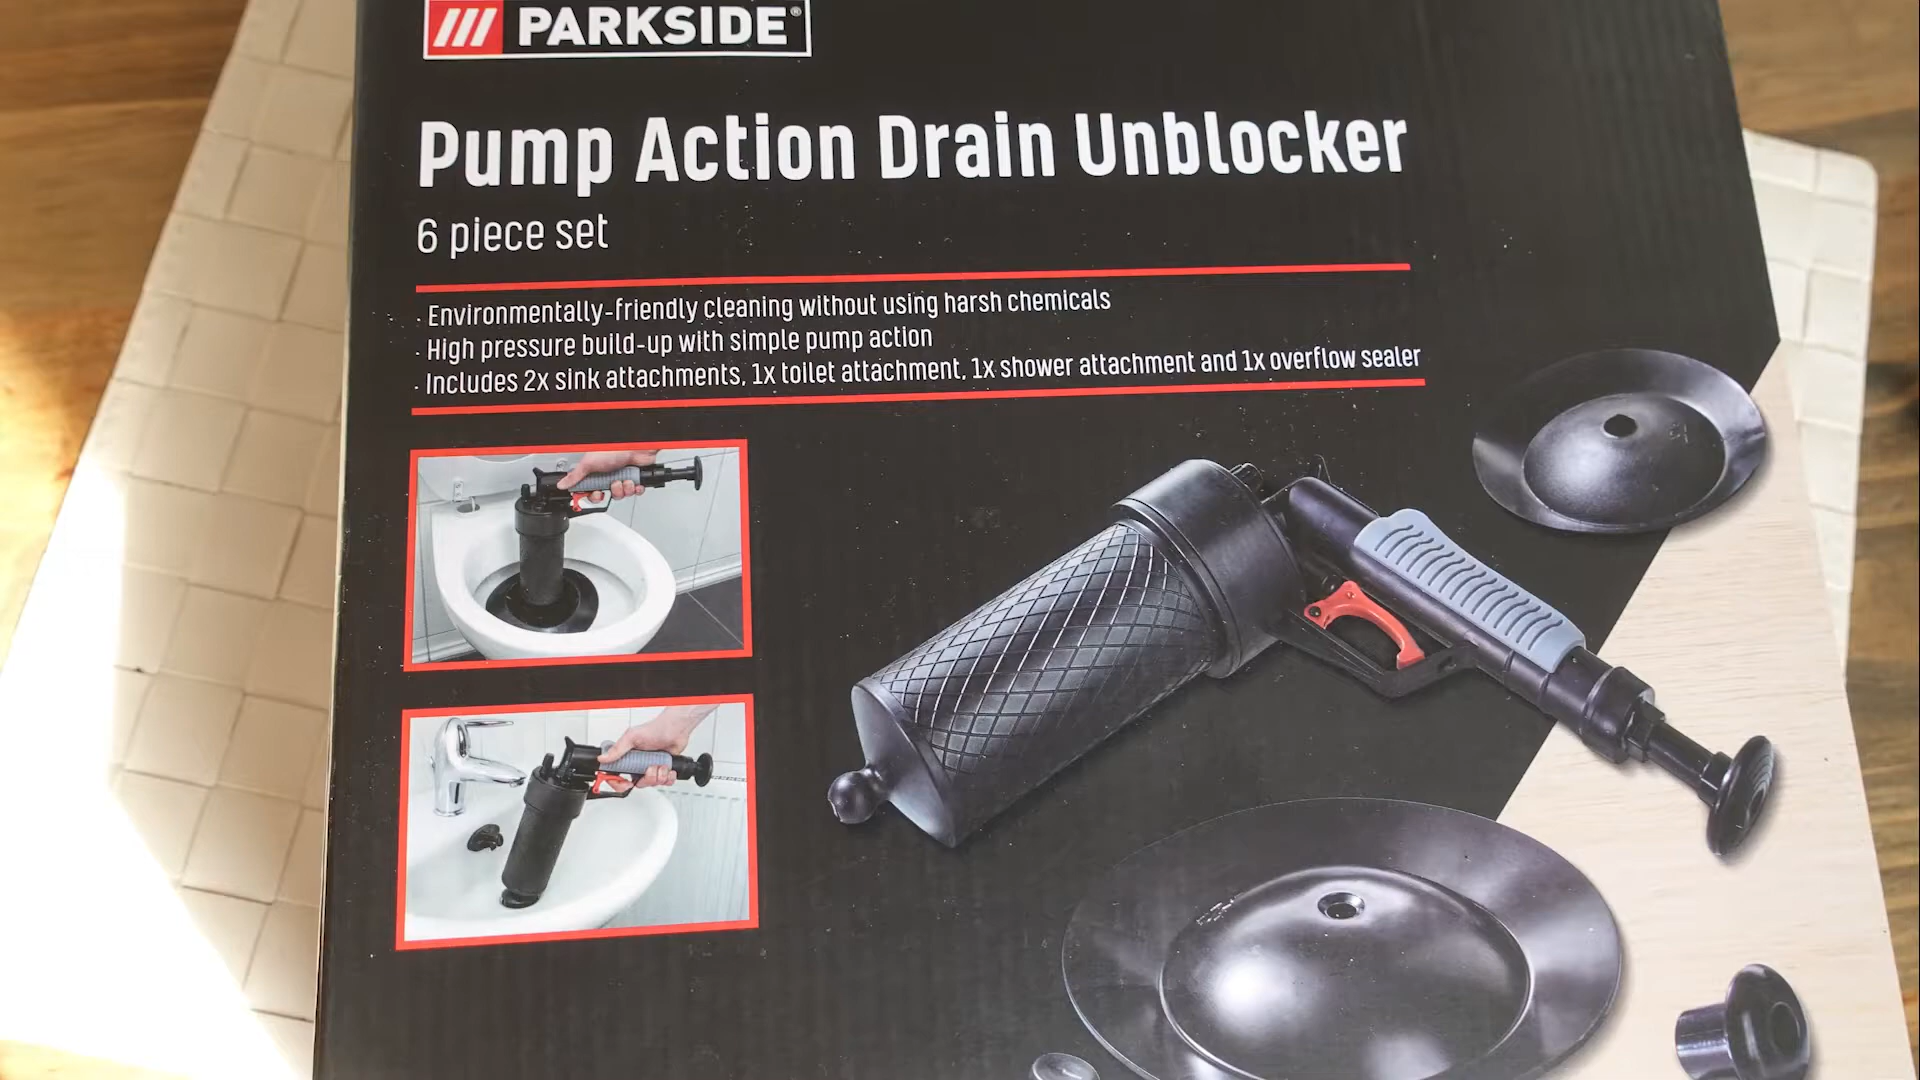 PARKSIDE®
Pump Action Drain Unblocker
6 piece set
· Environmentally-friendly cleaning without using harsh chemicals
· High pressure build-up with simple pump action
· Includes 2x sink attachments, 1x toilet attachment, 1x shower attachment and 1x overflow sealer